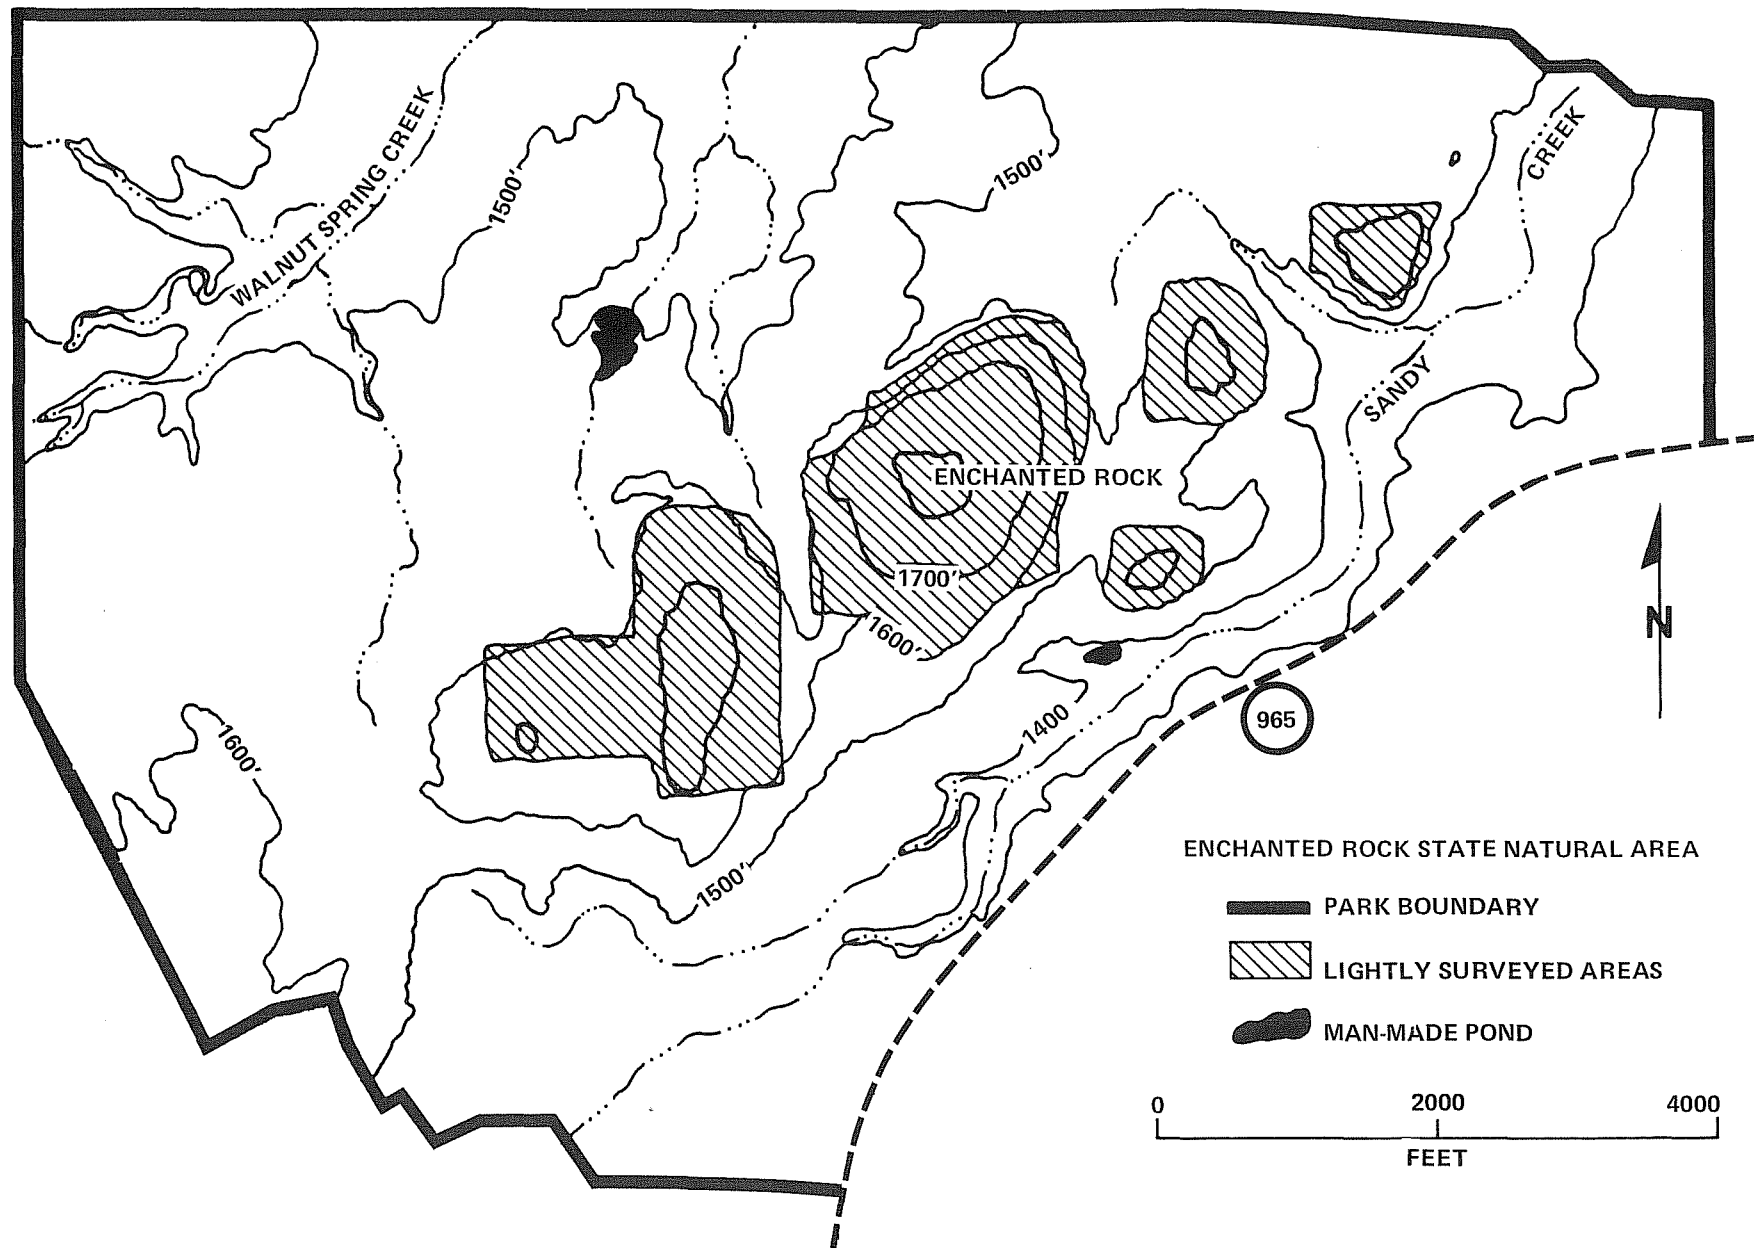 WALNUT SPRING CREEK
1500'
1500'
CREEK
SANDY
ENCHANTED ROCK
1700'
1600'
1600'
965
N
1400
1500'
ENCHANTED ROCK STATE NATURAL AREA
PARK BOUNDARY
LIGHTLY SURVEYED AREAS
MAN-MADE POND
0 2000 4000
FEET